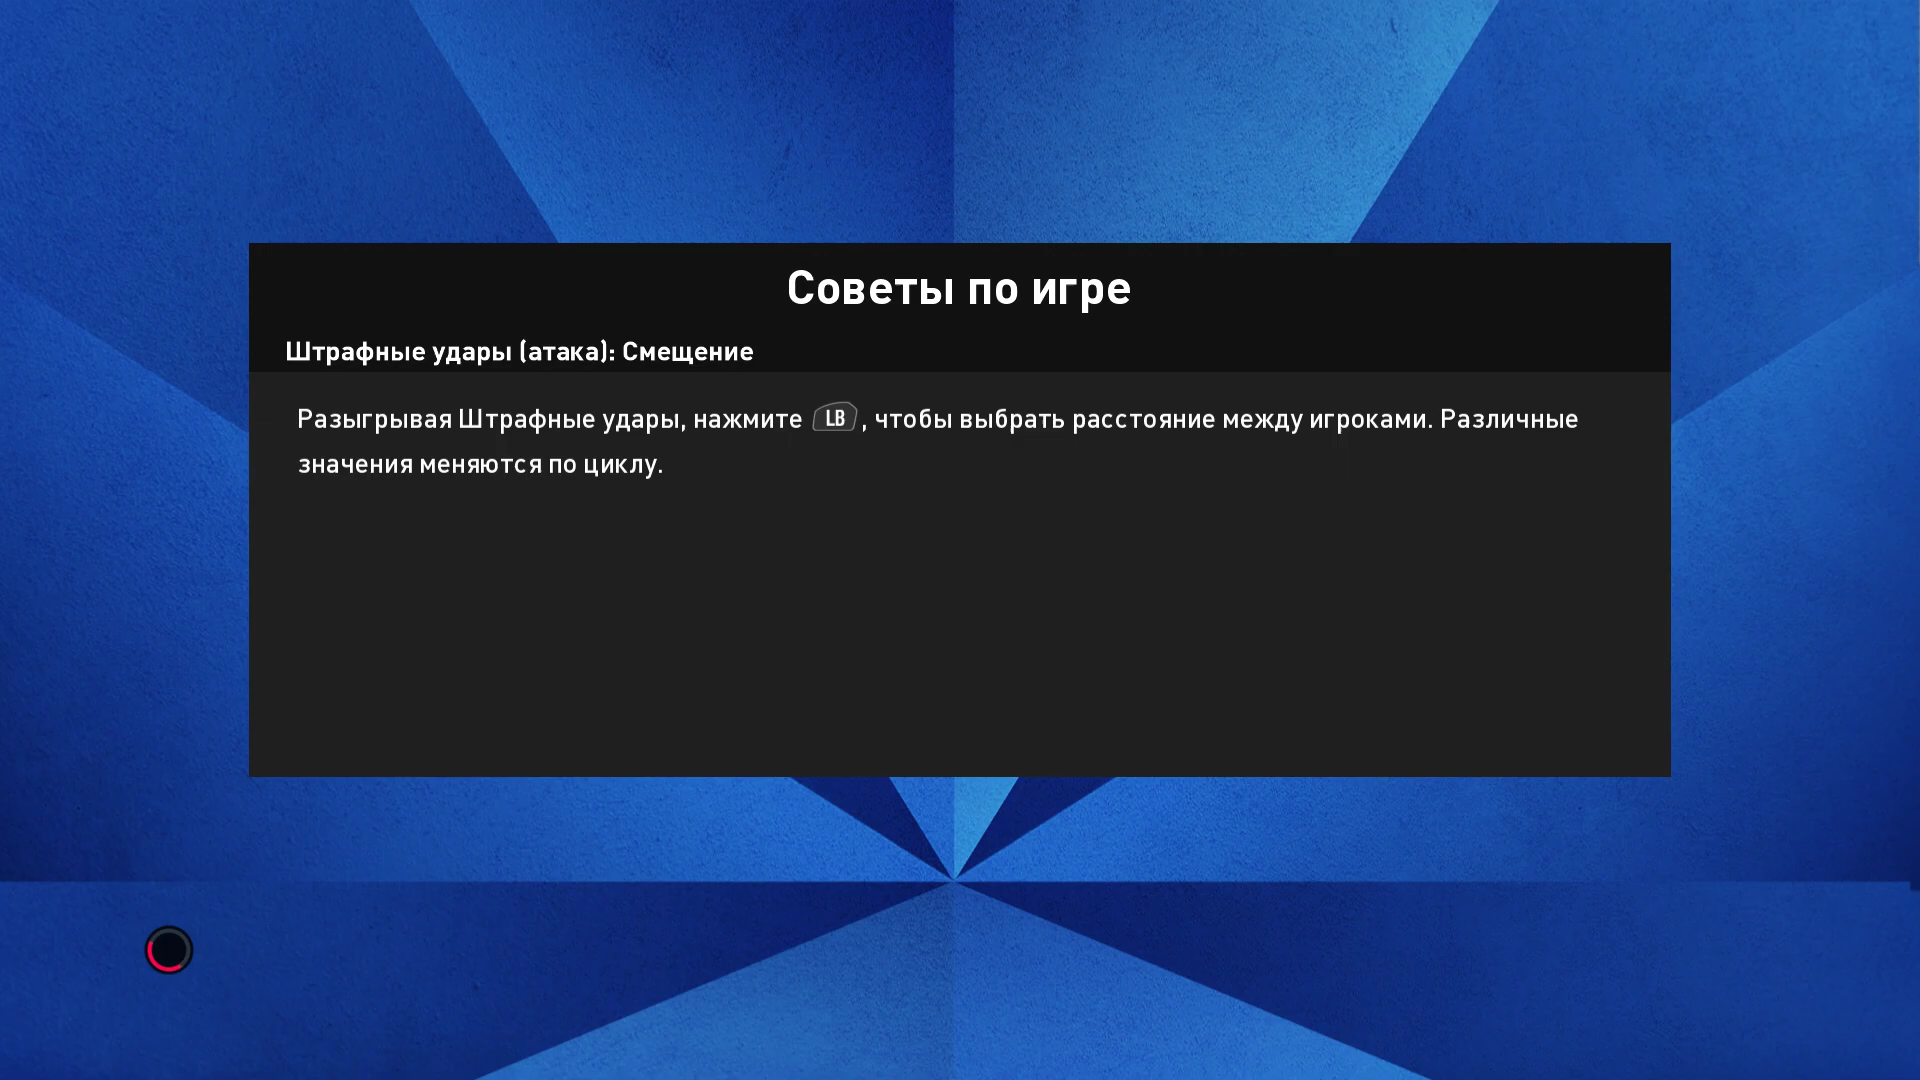 Советы по игре
Штрафные удары (атака): Смещение
Разыгрывая Штрафные удары, нажмите LB, чтобы выбрать расстояние между игроками. Различные
значения меняются по циклу.